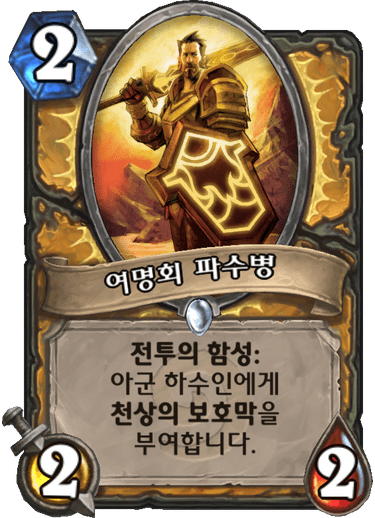 2
여명회 파수병
전투의 함성:
아군 하수인에게
천상의 보호막을
부여합니다.
2
2